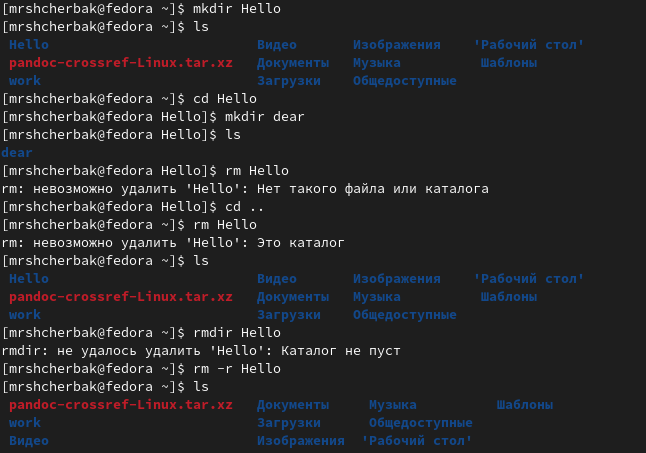 [mrshcherbak@fedora ~]$ mkdir Hello
[mrshcherbak@fedora ~]$ ls
Hello Видео Изображения 'Рабочий стол'
pandoc-crossref-Linux.tar.xz Документы Музыка Шаблоны
work Загрузки Общедоступные
[mrshcherbak@fedora ~]$ cd Hello
[mrshcherbak@fedora Hello]$ mkdir dear
[mrshcherbak@fedora Hello]$ ls
dear
[mrshcherbak@fedora Hello]$ rm Hello
rm: невозможно удалить 'Hello': Нет такого файла или каталога
[mrshcherbak@fedora Hello]$ cd ..
[mrshcherbak@fedora ~]$ rm Hello
rm: невозможно удалить 'Hello': Это каталог
[mrshcherbak@fedora ~]$ ls
Hello Видео Изображения 'Рабочий стол'
pandoc-crossref-Linux.tar.xz Документы Музыка Шаблоны
work Загрузки Общедоступные
[mrshcherbak@fedora ~]$ rmdir Hello
rmdir: не удалось удалить 'Hello': Каталог не пуст
[mrshcherbak@fedora ~]$ rm -r Hello
[mrshcherbak@fedora ~]$ ls
pandoc-crossref-Linux.tar.xz Документы Музыка Шаблоны
work Загрузки Общедоступные
Видео Изображения 'Рабочий стол'